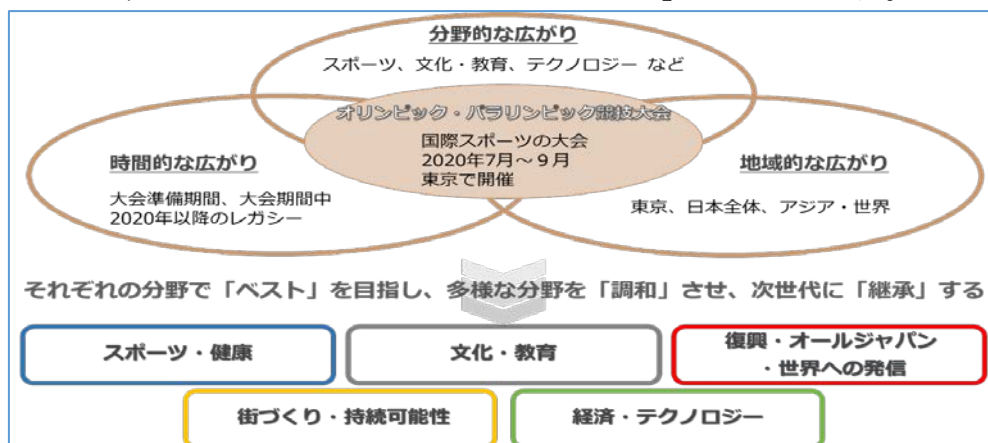 分野的な広がり
スポーツ、文化・教育、テクノロジー など
オリンピック・パラリンピック競技大会
国際スポーツの大会
2020年7月～９月
東京で開催
時間的な広がり
大会準備期間、大会期間中
2020年以降のレガシー
地域的な広がり
東京、日本全体、アジア・世界
それぞれの分野で「ベスト」を目指し、多様な分野を「調和」させ、次世代に「継承」する
スポーツ・健康
文化・教育
復興・オールジャパン
・世界への発信
街づくり・持続可能性
経済・テクノロジー